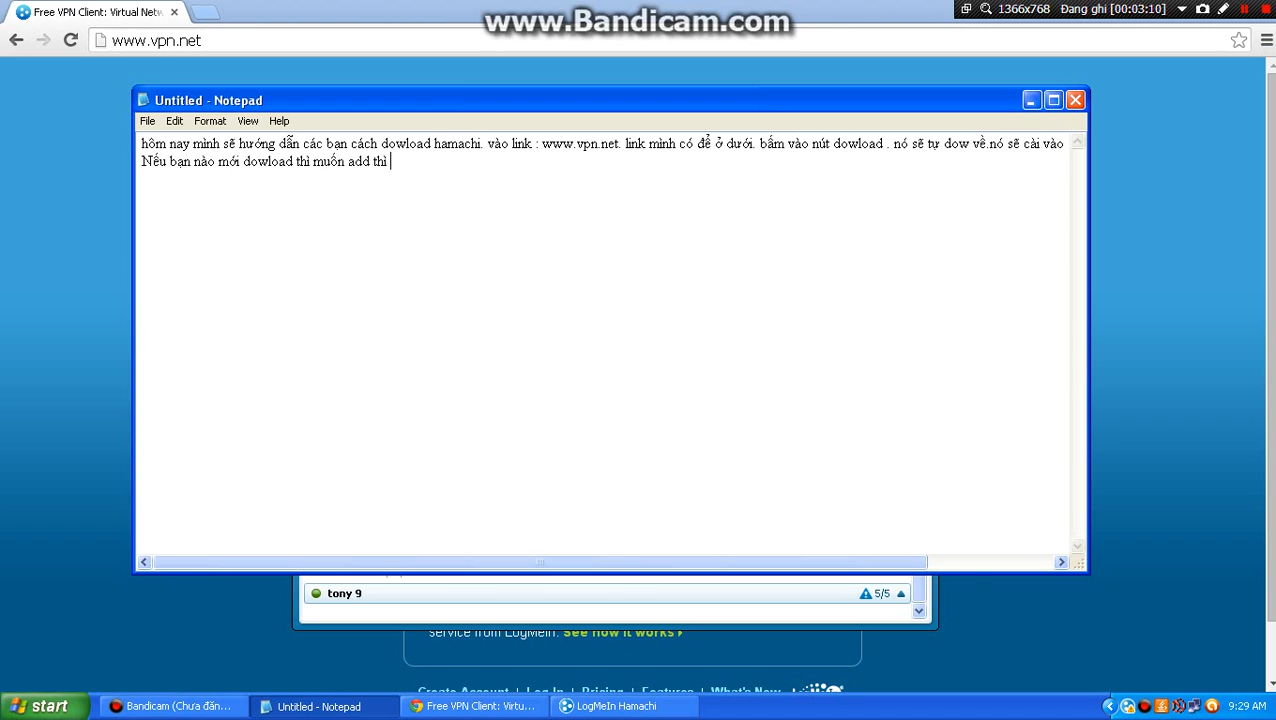 Free VPN Client: Virtual Netw
www.Bandicam.com
1366x768 Đang ghi [00:03:10]
www.vpn.net
Untitled - Notepad
File Edit Format View Help
hôm nay mình sẽ hướng dẫn các bạn cách dowload hamachi. vào link : www.vpn.net. link mình có để ở dưới. bấm vào nút dowload . nó sẽ tự dow về.nó sẽ cài vào
Nếu bạn nào mới dowload thì muốn add thì
tony 9 5/5
service from LogMeIn. See how it works
Create Account Log In Pricing Features What's New
start Bandicam (Chưa đăn... Untitled - Notepad Free VPN Client: Virtu... LogMeIn Hamachi 9:29 AM